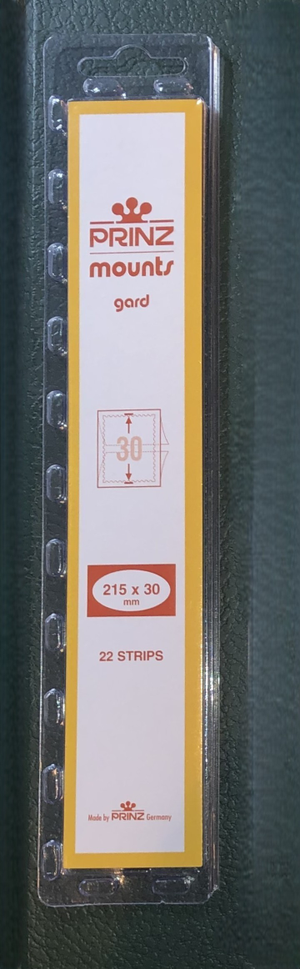 PRINZ
mounts
gard
30
215 x 30
mm
22 STRIPS
Made by PRINZ Germany